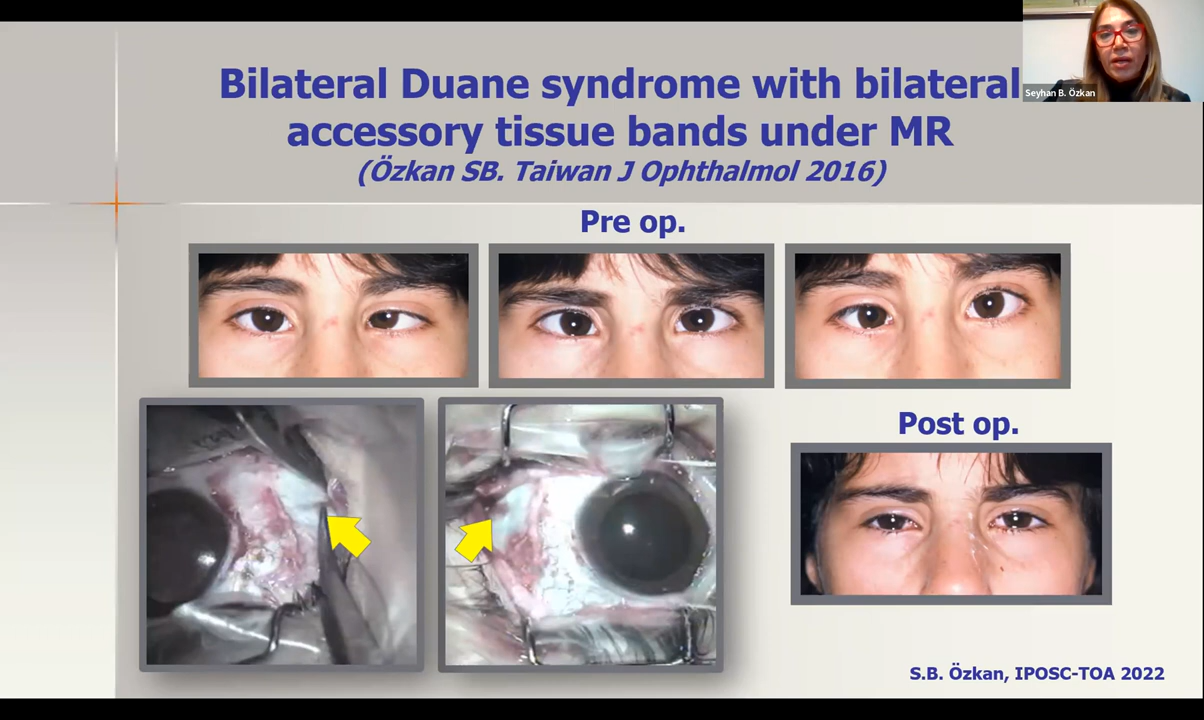 Bilateral Duane syndrome with bilateral
accessory tissue bands under MR
(Özkan SB. Taiwan J Ophthalmol 2016)
Seyhan B. Özkan
Pre op.
Post op.
S.B. Özkan, IPOSC-TOA 2022